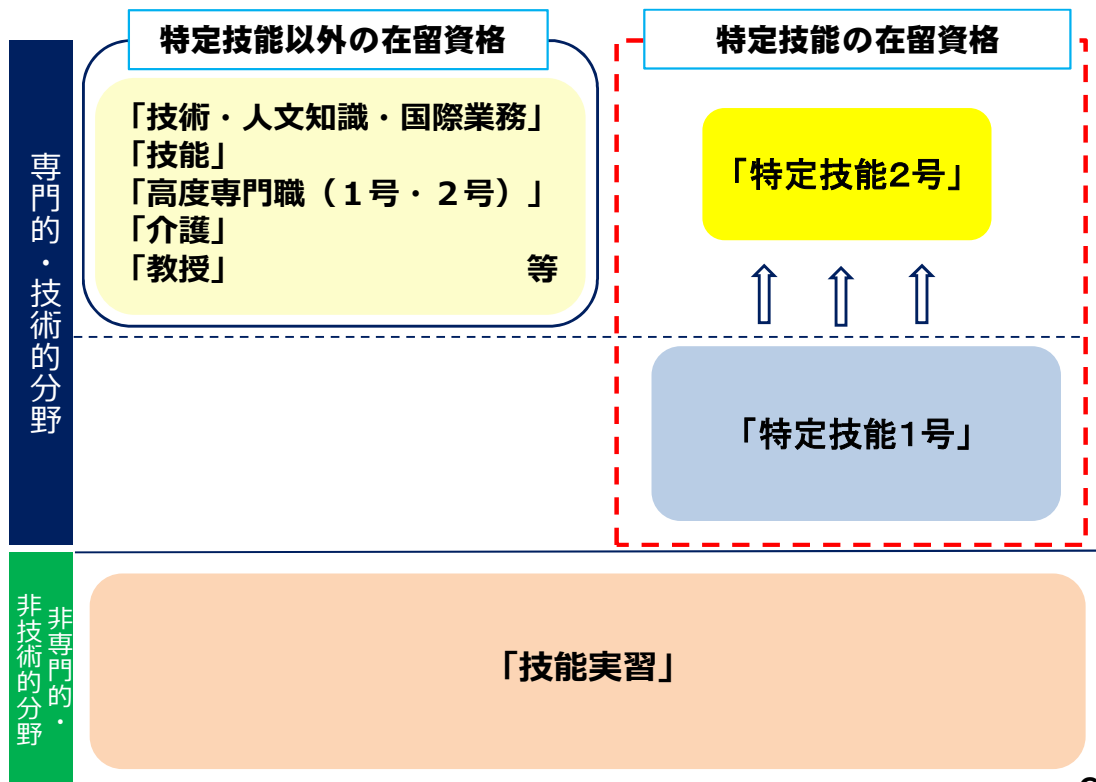 特定技能以外の在留資格
特定技能の在留資格
専門的・技術的分野
「技術・人文知識・国際業務」
「技能」
「高度専門職（１号・２号）」
「介護」
「教授」 等
「特定技能２号」
「特定技能１号」
非専門的・
非技術的分野
「技能実習」